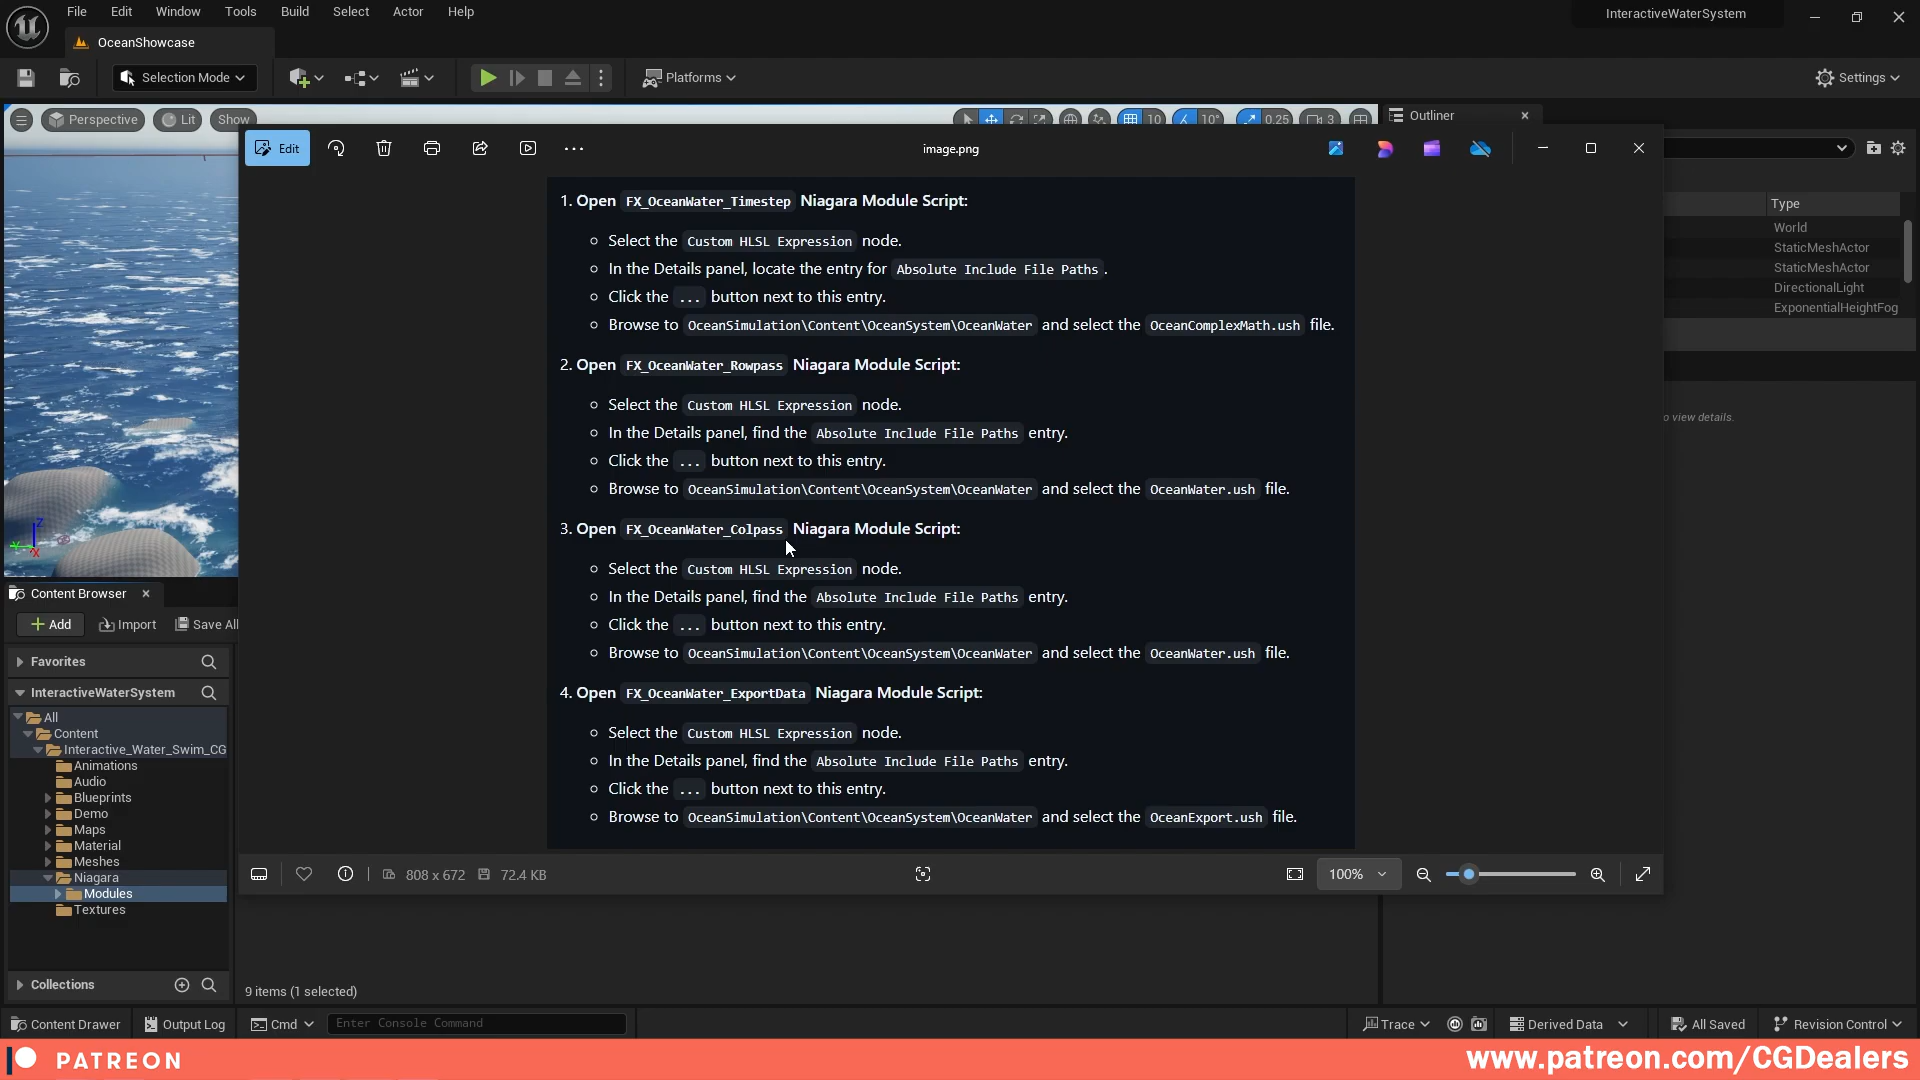 File Edit Window Tools Build Select Actor Help
InteractiveWaterSystem
OceanShowcase
Selection Mode
Platforms
Settings
Perspective Lit Show
10 10° 0.25 3
Outliner
Edit
image.png
Type
World
StaticMeshActor
StaticMeshActor
DirectionalLight
ExponentialHeightFog
o view details.
1. Open FX_OceanWater_Timestep Niagara Module Script:
Select the Custom HLSL Expression node.
In the Details panel, locate the entry for Absolute Include File Paths .
Click the ... button next to this entry.
Browse to OceanSimulation\Content\OceanSystem\OceanWater and select the OceanComplexMath.ush file.
2. Open FX_OceanWater_Rowpass Niagara Module Script:
Select the Custom HLSL Expression node.
In the Details panel, find the Absolute Include File Paths entry.
Click the ... button next to this entry.
Browse to OceanSimulation\Content\OceanSystem\OceanWater and select the OceanWater.ush file.
3. Open FX_OceanWater_Colpass Niagara Module Script:
Select the Custom HLSL Expression node.
In the Details panel, find the Absolute Include File Paths entry.
Click the ... button next to this entry.
Browse to OceanSimulation\Content\OceanSystem\OceanWater and select the OceanWater.ush file.
4. Open FX_OceanWater_ExportData Niagara Module Script:
Select the Custom HLSL Expression node.
In the Details panel, find the Absolute Include File Paths entry.
Click the ... button next to this entry.
Browse to OceanSimulation\Content\OceanSystem\OceanWater and select the OceanExport.ush file.
808 x 672 72.4 KB
100%
Z
Y
X
Content Browser
Add Import Save All
Favorites
InteractiveWaterSystem
All
Content
Interactive_Water_Swim_CG
Animations
Audio
Blueprints
Demo
Maps
Material
Meshes
Niagara
Modules
Textures
Collections
9 items (1 selected)
Content Drawer Output Log Cmd Enter Console Command
Trace Derived Data All Saved Revision Control
PATREON
www.patreon.com/CGDealers